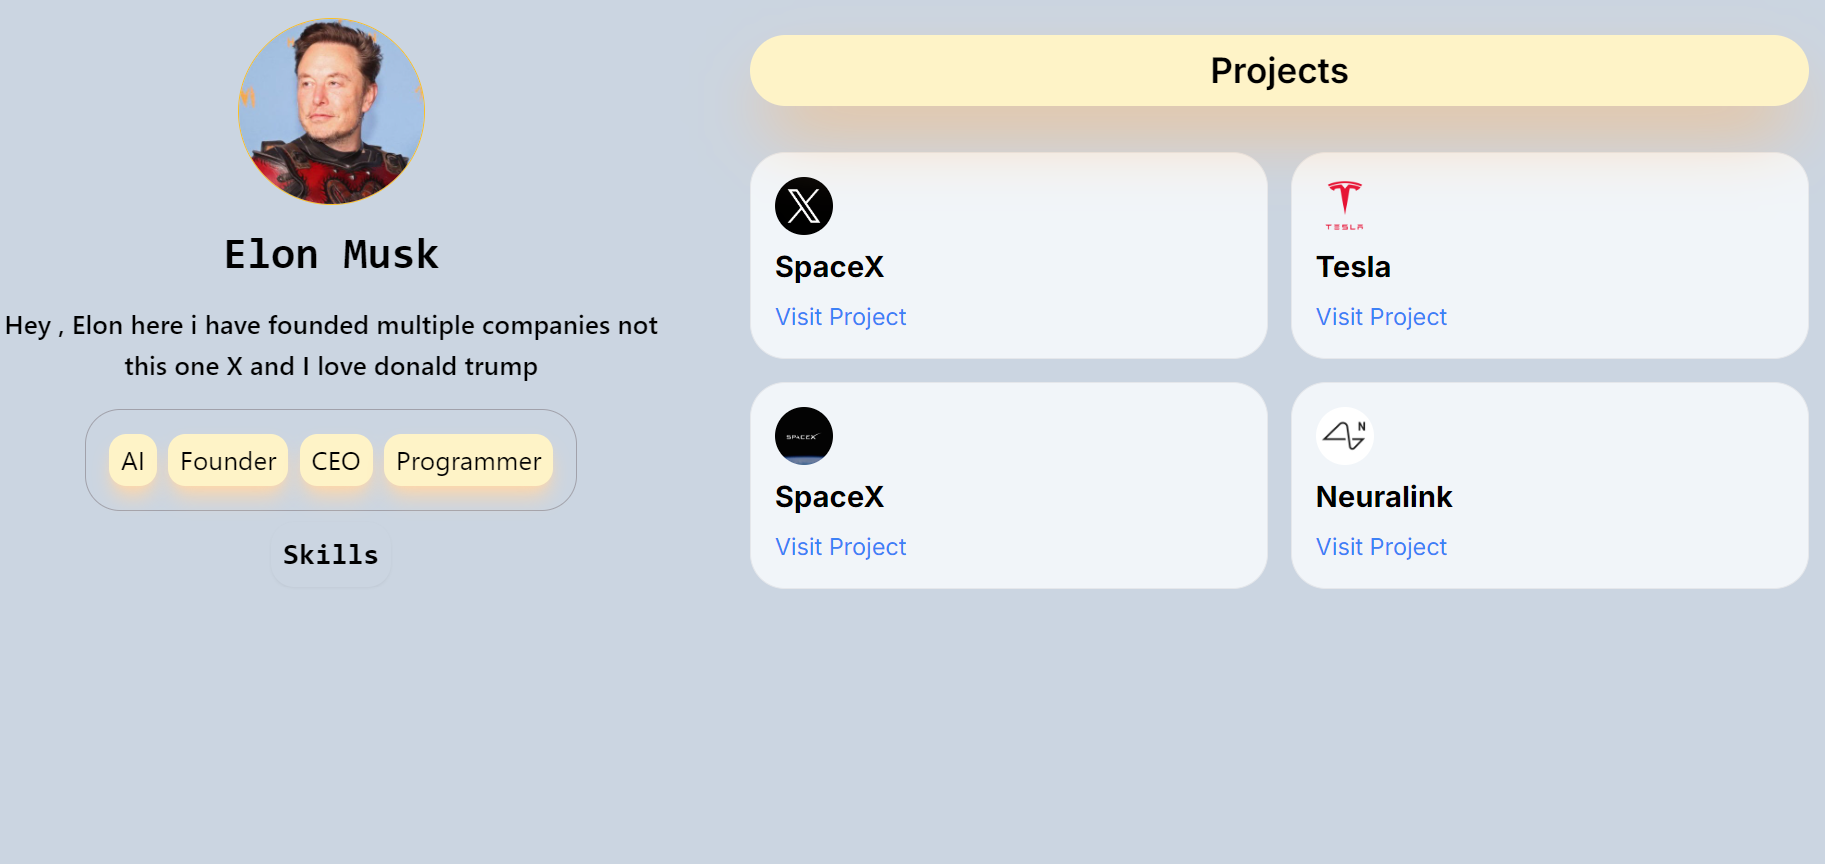 Elon Musk
Hey , Elon here i have founded multiple companies not
this one X and I love donald trump
AI Founder CEO Programmer
Skills
Projects
X
SpaceX
Visit Project
TESLA
Tesla
Visit Project
SPACEX
SpaceX
Visit Project
N
Neuralink
Visit Project